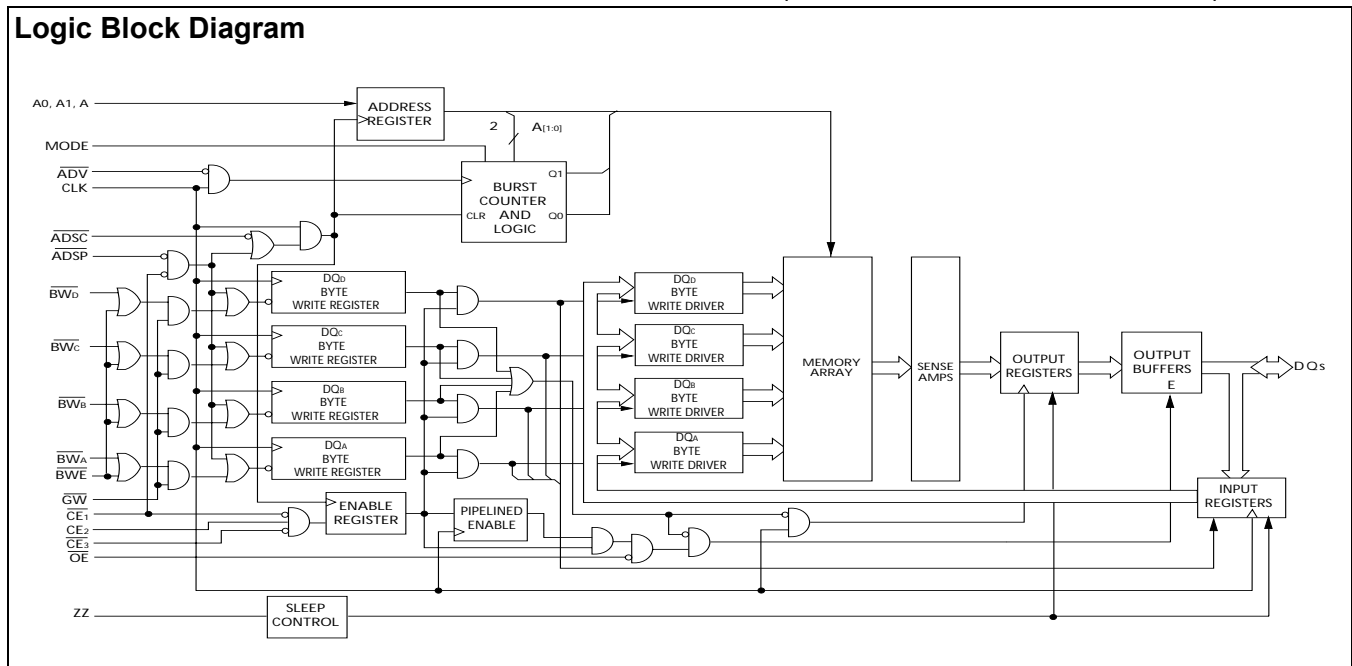 Logic Block Diagram
A0, A1, A
MODE
ADV
CLK
ADSC
ADSP
BWD
BWC
BWB
BWA
BWE
GW
CE1
CE2
CE3
OE
ZZ
ADDRESS
REGISTER
2 A[1:0]
BURST
COUNTER
AND
LOGIC
CLR
Q1
Q0
DQD
BYTE
WRITE REGISTER
DQC
BYTE
WRITE REGISTER
DQB
BYTE
WRITE REGISTER
DQA
BYTE
WRITE REGISTER
ENABLE
REGISTER
PIPELINED
ENABLE
SLEEP
CONTROL
DQD
BYTE
WRITE DRIVER
DQC
BYTE
WRITE DRIVER
DQB
BYTE
WRITE DRIVER
DQA
BYTE
WRITE DRIVER
MEMORY
ARRAY
SENSE
AMPS
OUTPUT
REGISTERS
OUTPUT
BUFFERS
E
DQs
INPUT
REGISTERS